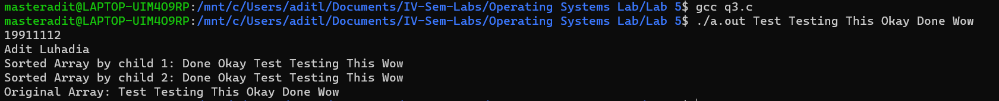 masteradit@LAPTOP-UIM4O9RP:/mnt/c/Users/aditl/Documents/IV-Sem-Labs/Operating Systems Lab/Lab 5$ gcc q3.c
masteradit@LAPTOP-UIM4O9RP:/mnt/c/Users/aditl/Documents/IV-Sem-Labs/Operating Systems Lab/Lab 5$ ./a.out Test Testing This Okay Done Wow
19911112
Adit Luhadia
Sorted Array by child 1: Done Okay Test Testing This Wow
Sorted Array by child 2: Done Okay Test Testing This Wow
Original Array: Test Testing This Okay Done Wow